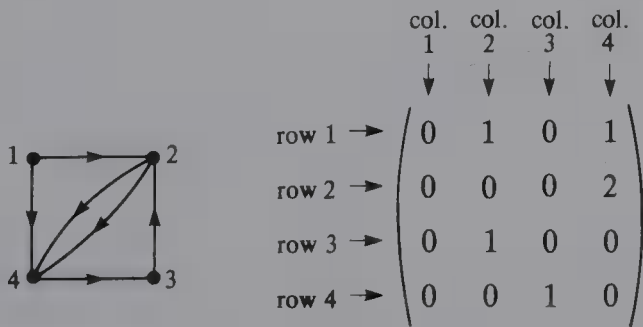 col. col. col. col.
1 2 3 4
row 1 0 1 0 1
row 2 0 0 0 2
row 3 0 1 0 0
row 4 0 0 1 0
1 2
4 3